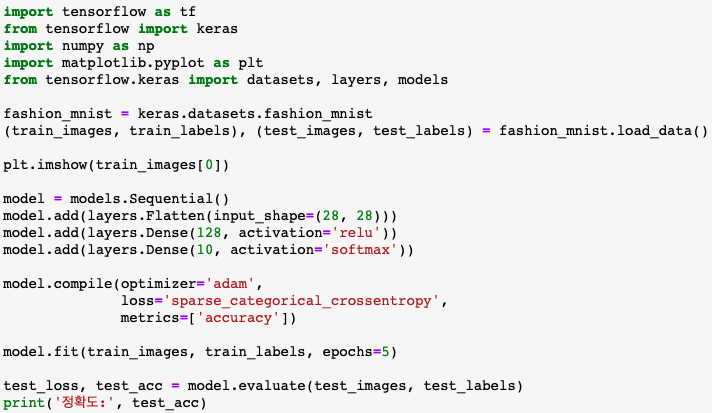 import tensorflow as tf
from tensorflow import keras
import numpy as np
import matplotlib.pyplot as plt
from tensorflow.keras import datasets, layers, models
fashion_mnist = keras.datasets.fashion_mnist
(train_images, train_labels), (test_images, test_labels) = fashion_mnist.load_data()
plt.imshow(train_images[0])
model = models.Sequential()
model.add(layers.Flatten(input_shape=(28, 28)))
model.add(layers.Dense(128, activation='relu'))
model.add(layers.Dense(10, activation='softmax'))
model.compile(optimizer='adam',
              loss='sparse_categorical_crossentropy',
              metrics=['accuracy'])
model.fit(train_images, train_labels, epochs=5)
test_loss, test_acc = model.evaluate(test_images, test_labels)
print('정확도:', test_acc)